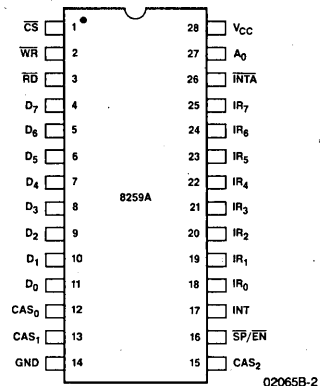 CS 1 28 VCC
WR 2 27 A0
RD 3 26 INTA
D7 4 25 IR7
D6 5 24 IR6
D5 6 23 IR5
D4 7 22 IR4
8259A
D3 8 21 IR3
D2 9 20 IR2
D1 10 19 IR1
D0 11 18 IR0
CAS0 12 17 INT
CAS1 13 16 SP/EN
GND 14 15 CAS2
02065B-2